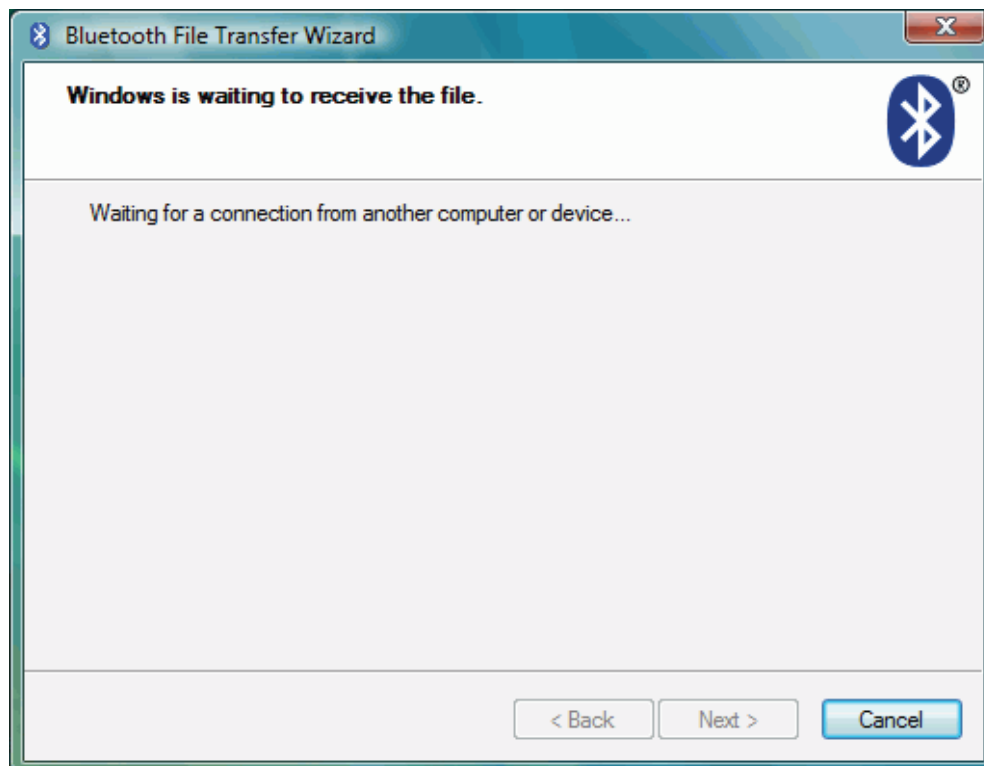 Bluetooth File Transfer Wizard
Windows is waiting to receive the file.
®
Waiting for a connection from another computer or device...
< Back Next > Cancel